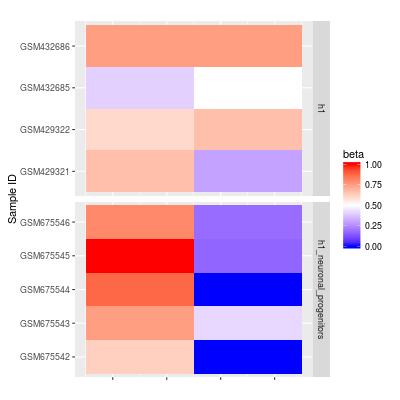 GSM432686
GSM432685
GSM429322
GSM429321
h1
GSM675546
GSM675545
GSM675544
GSM675543
GSM675542
h1_neuronal_progenitors
Sample ID
beta
1.00
0.75
0.50
0.25
0.00